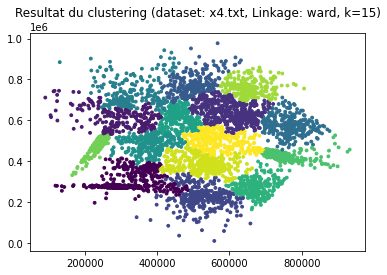 Resultat du clustering (dataset: x4.txt, Linkage: ward, k=15)
1e6
1.0
0.8
0.6
0.4
0.2
0.0
200000 400000 600000 800000